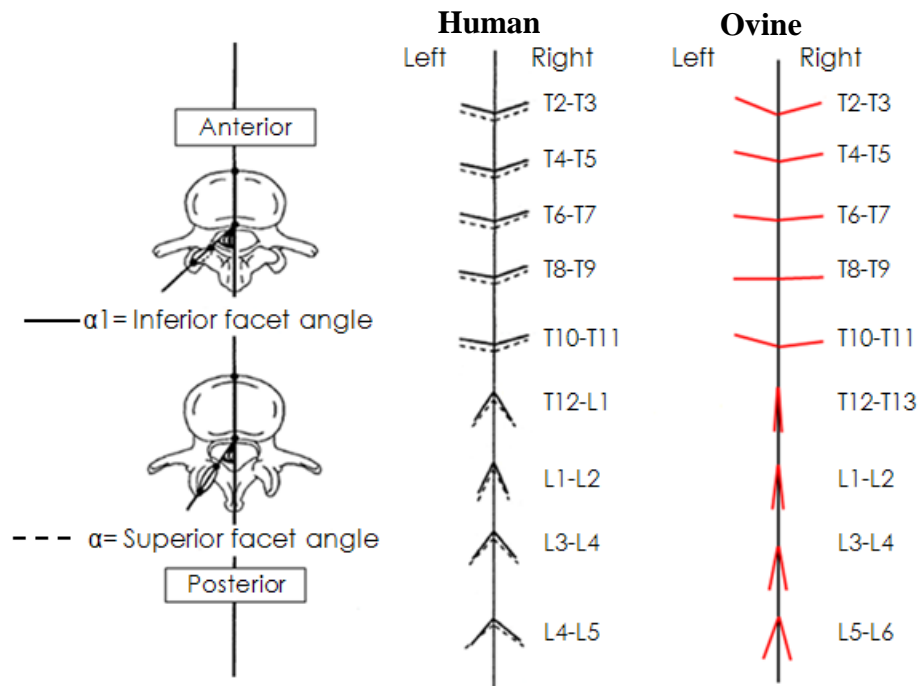 Human
Left Right
T2-T3
T4-T5
T6-T7
T8-T9
T10-T11
T12-L1
L1-L2
L3-L4
L4-L5
Ovine
Left Right
T2-T3
T4-T5
T6-T7
T8-T9
T10-T11
T12-T13
L1-L2
L3-L4
L5-L6
Anterior
α1= Inferior facet angle
α= Superior facet angle
Posterior